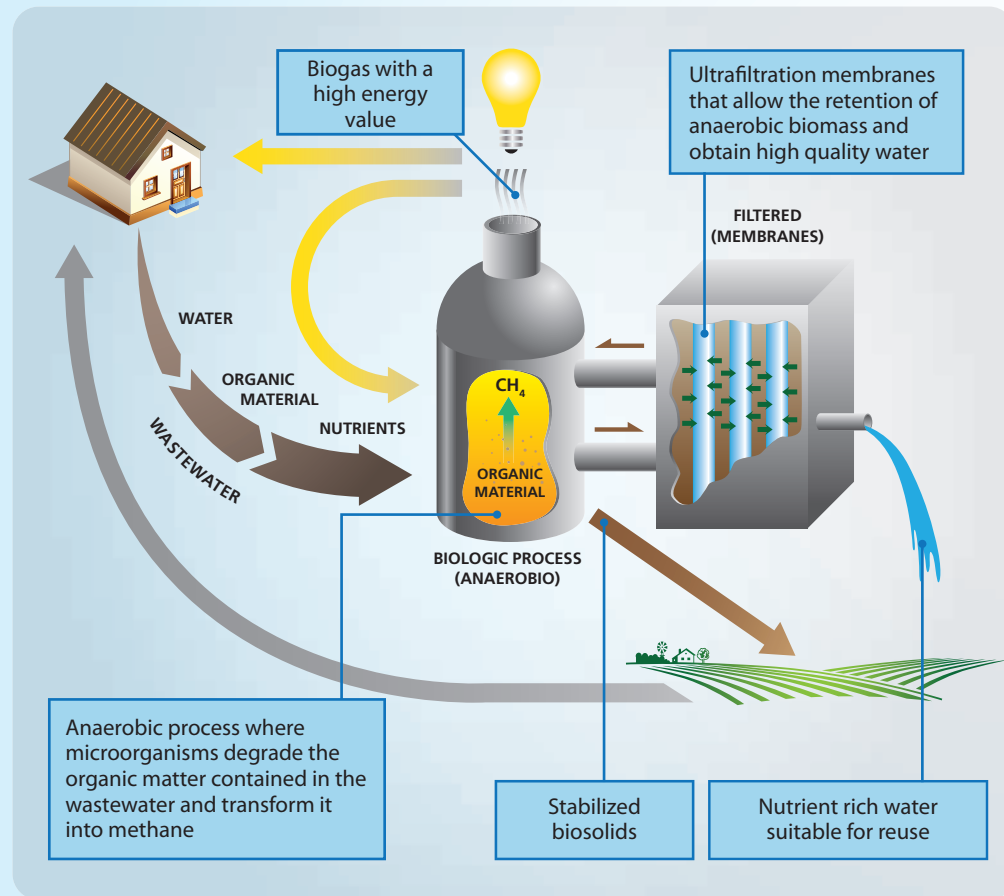 Biogas with a
high energy
value
Ultrafiltration membranes
that allow the retention of
anaerobic biomass and
obtain high quality water
FILTERED
(MEMBRANES)
WATER
ORGANIC
MATERIAL
NUTRIENTS
WASTEWATER
CH4
ORGANIC
MATERIAL
BIOLOGIC PROCESS
(ANAEROBIO)
Anaerobic process where
microorganisms degrade the
organic matter contained in the
wastewater and transform it
into methane
Stabilized
biosolids
Nutrient rich water
suitable for reuse